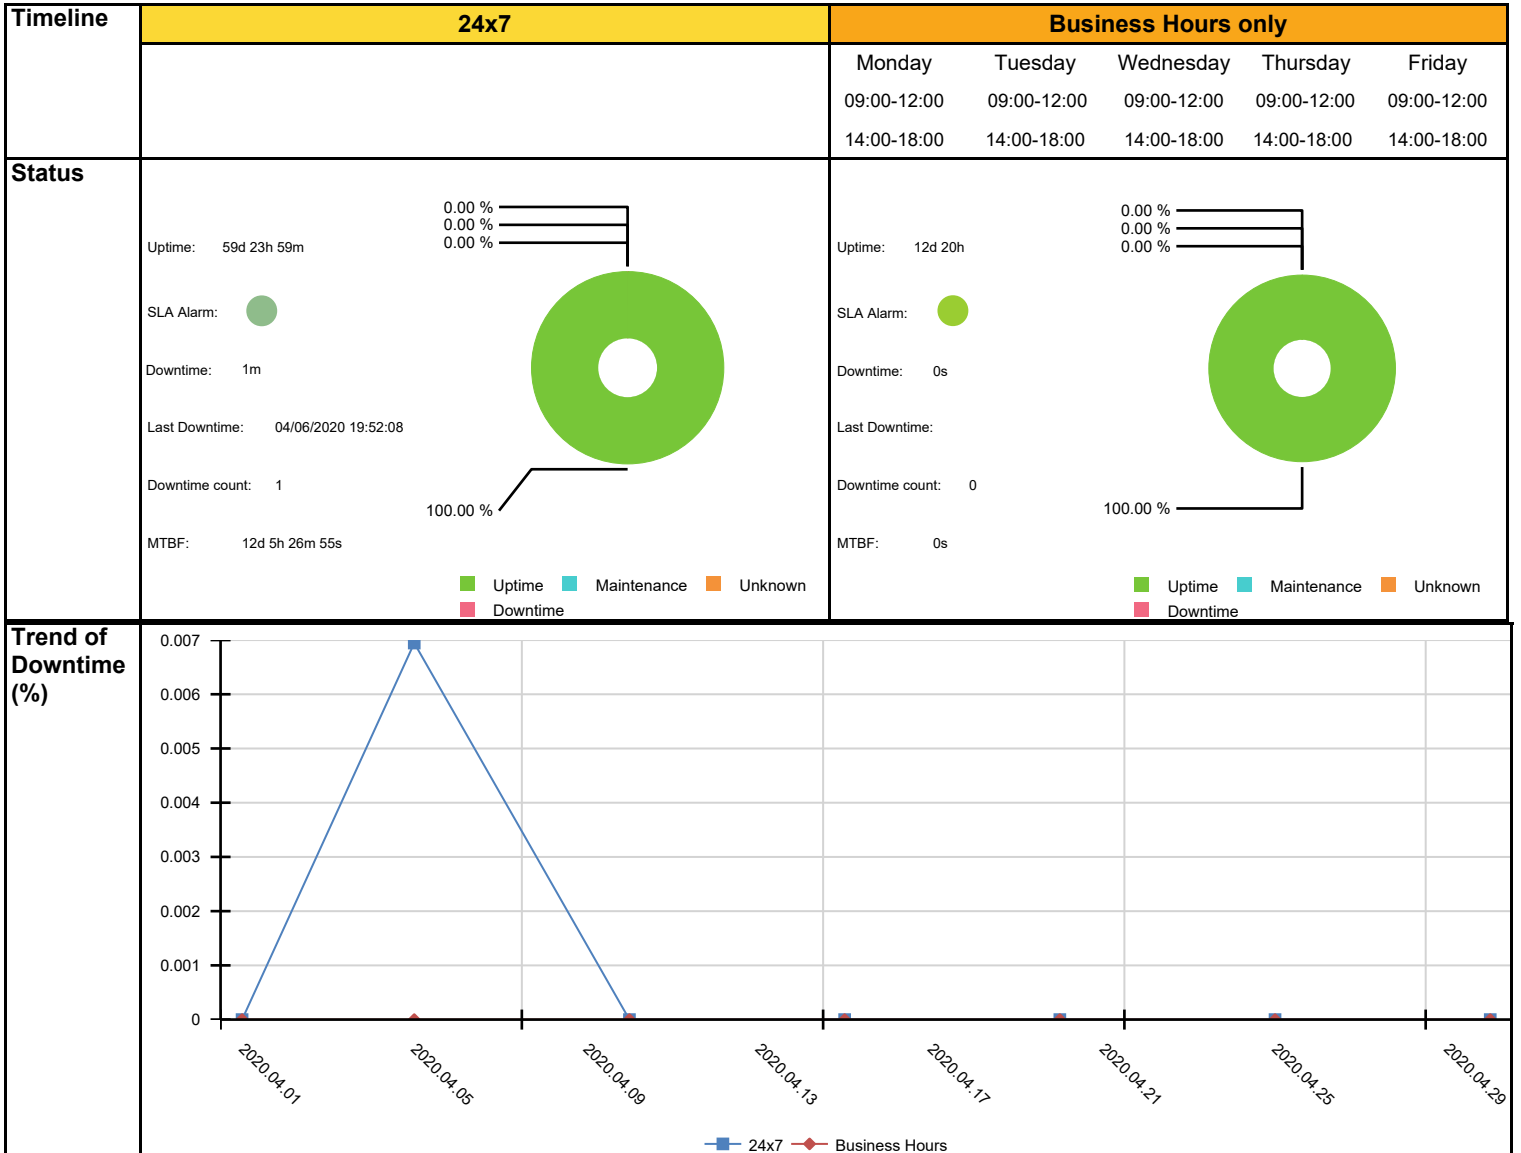 Timeline
24x7
Business Hours only
Monday Tuesday Wednesday Thursday Friday
09:00-12:00 09:00-12:00 09:00-12:00 09:00-12:00 09:00-12:00
14:00-18:00 14:00-18:00 14:00-18:00 14:00-18:00 14:00-18:00
Status
0.00 %
0.00 %
0.00 %
Uptime: 59d 23h 59m
SLA Alarm:
Downtime: 1m
Last Downtime: 04/06/2020 19:52:08
Downtime count: 1
100.00 %
MTBF: 12d 5h 26m 55s
Uptime Maintenance Unknown
Downtime
0.00 %
0.00 %
0.00 %
Uptime: 12d 20h
SLA Alarm:
Downtime: 0s
Last Downtime:
Downtime count: 0
100.00 %
MTBF: 0s
Uptime Maintenance Unknown
Downtime
Trend of
Downtime
(%)
0.007
0.006
0.005
0.004
0.003
0.002
0.001
0
2020.04.01 2020.04.05 2020.04.09 2020.04.13 2020.04.17 2020.04.21 2020.04.25 2020.04.29
24x7 Business Hours